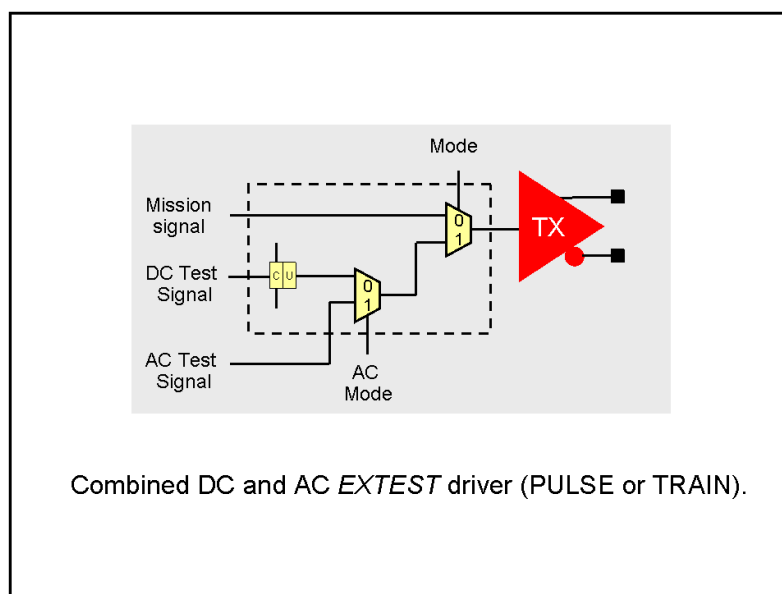 Mode
Mission
signal
0
1
TX
DC Test
Signal
C U
0
1
AC Test
Signal
AC
Mode
Combined DC and AC EXTEST driver (PULSE or TRAIN).